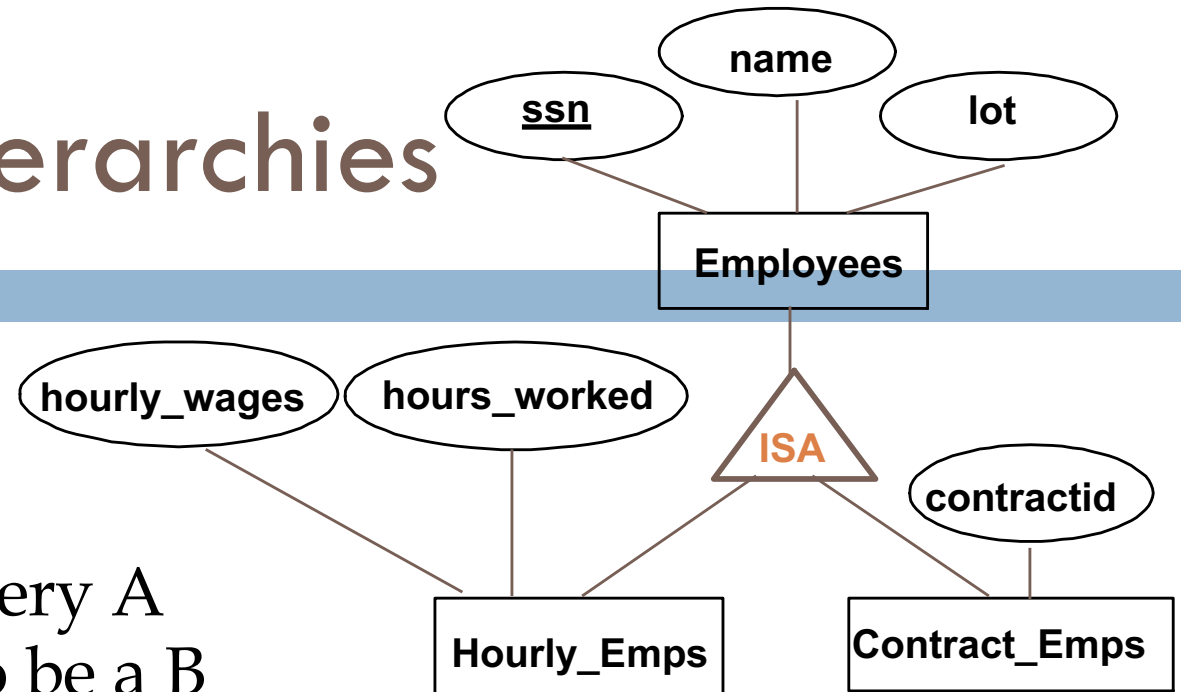 name
ssn
lot
erarchies
Employees
hourly_wages
hours_worked
ISA
contractid
ery A
o be a B
Hourly_Emps
Contract_Emps